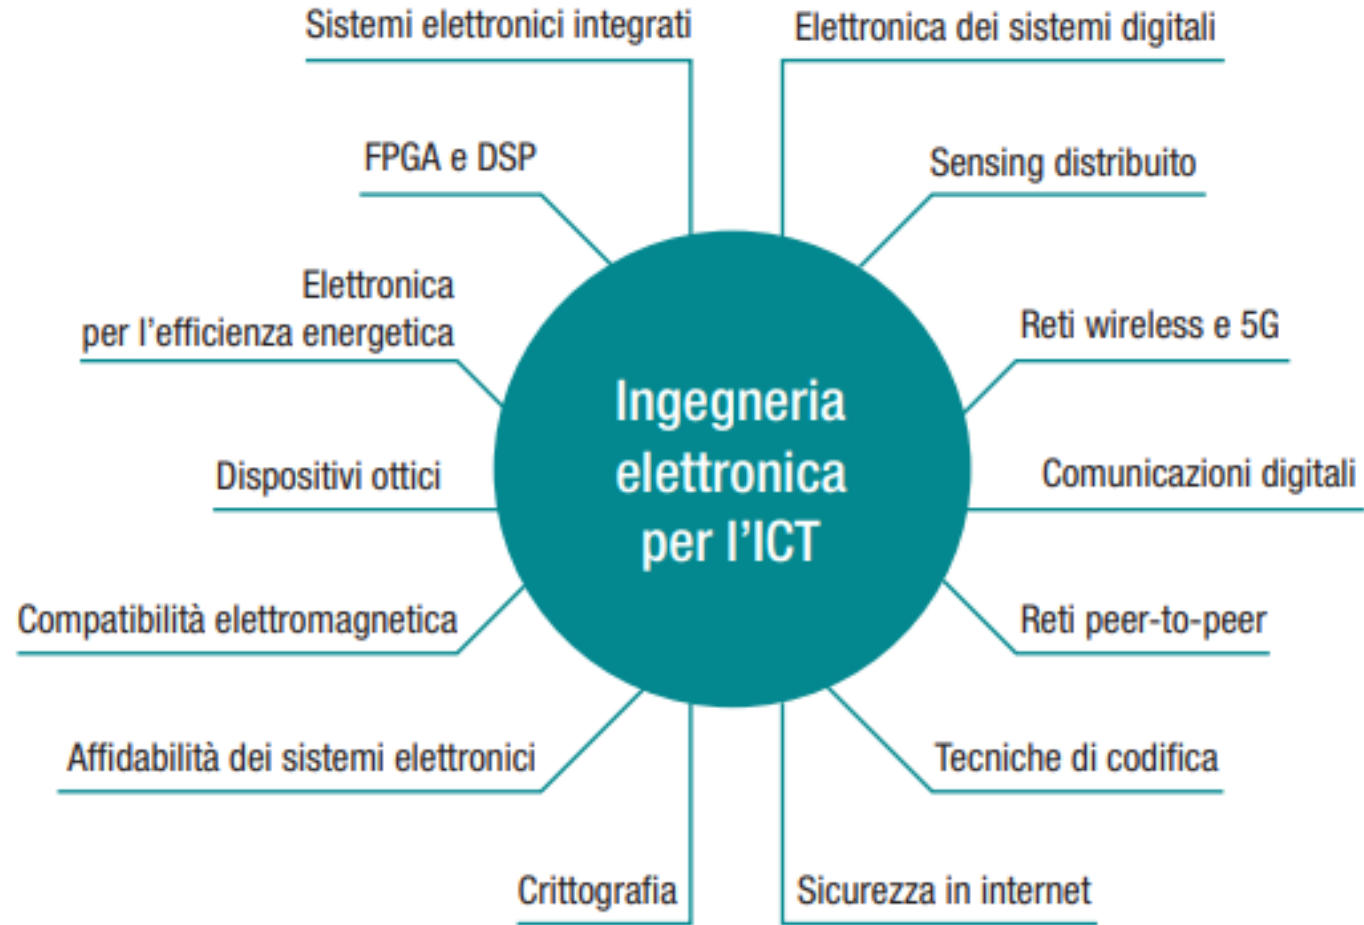 Sistemi elettronici integrati
Elettronica dei sistemi digitali
FPGA e DSP
Sensing distribuito
Elettronica
per l’efficienza energetica
Reti wireless e 5G
Ingegneria
elettronica
per l’ICT
Dispositivi ottici
Comunicazioni digitali
Compatibilità elettromagnetica
Reti peer-to-peer
Affidabilità dei sistemi elettronici
Tecniche di codifica
Crittografia
Sicurezza in internet